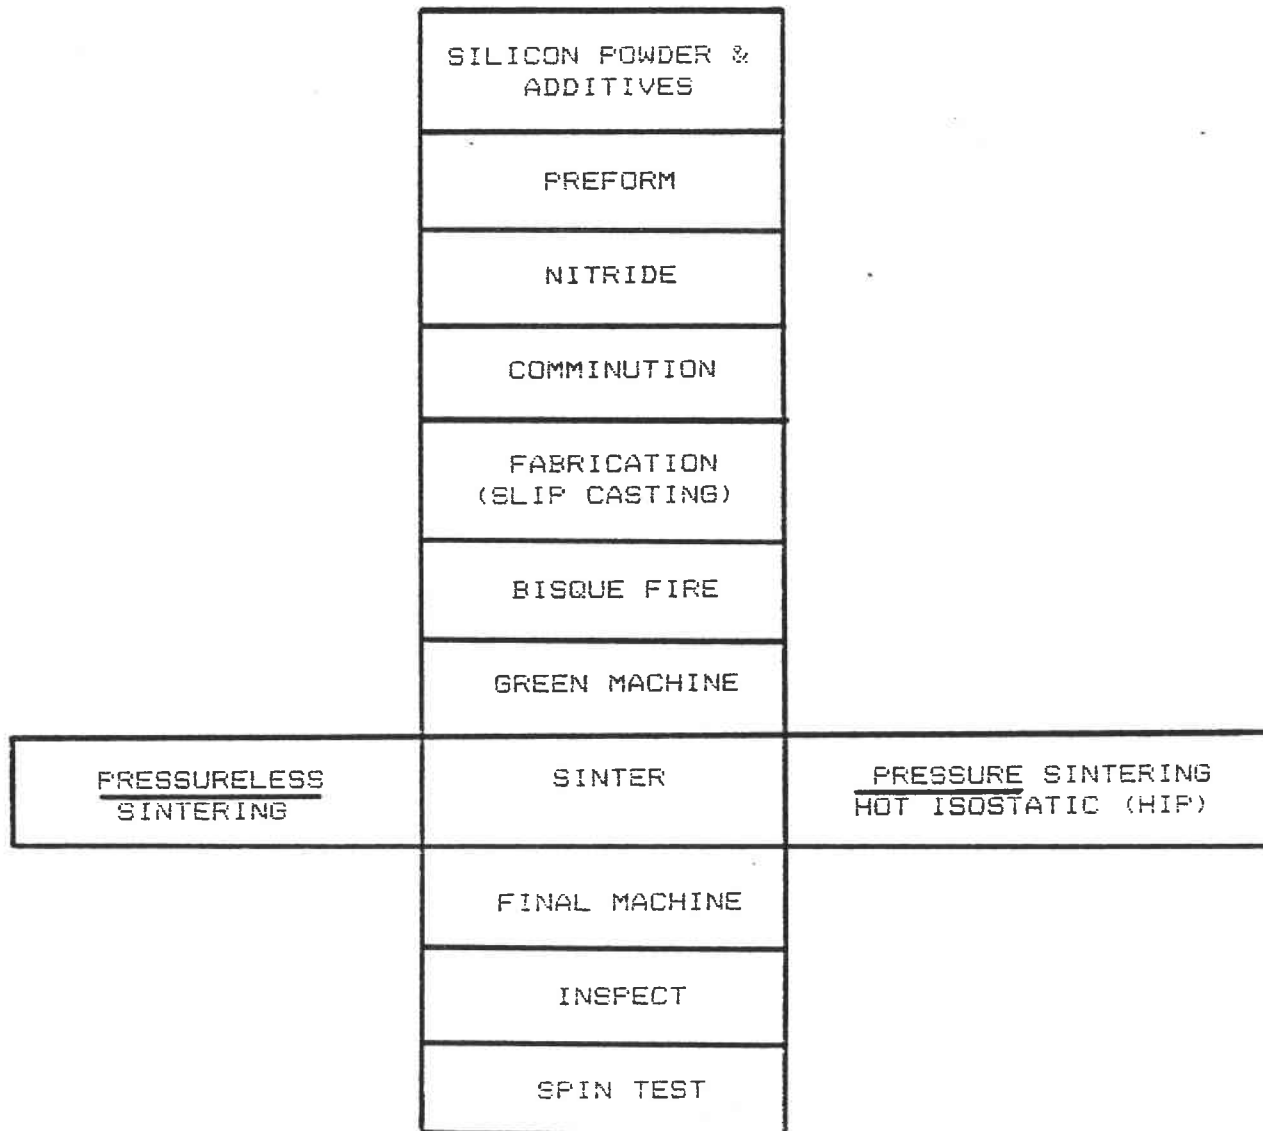 SILICON POWDER &
ADDITIVES
PREFORM
NITRIDE
COMMINUTION
FABRICATION
(SLIP CASTING)
BISQUE FIRE
GREEN MACHINE
PRESSURELESS
SINTERING
SINTER
PRESSURE SINTERING
HOT ISOSTATIC (HIP)
FINAL MACHINE
INSPECT
SPIN TEST